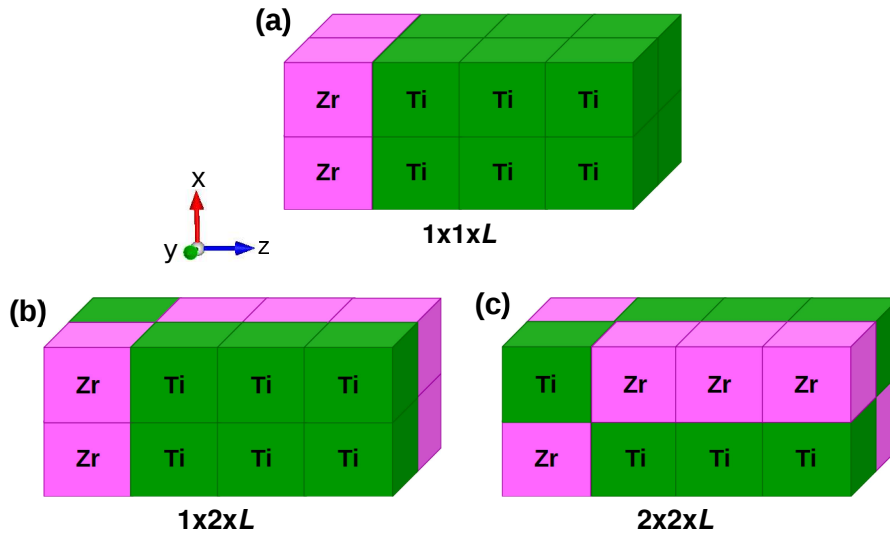 (a)
Zr Ti Ti Ti
Zr Ti Ti Ti
1x1xL
x
y z
(b)
Zr Ti Ti Ti
Zr Ti Ti Ti
1x2xL
(c)
Ti Zr Zr Zr
Zr Ti Ti Ti
2x2xL